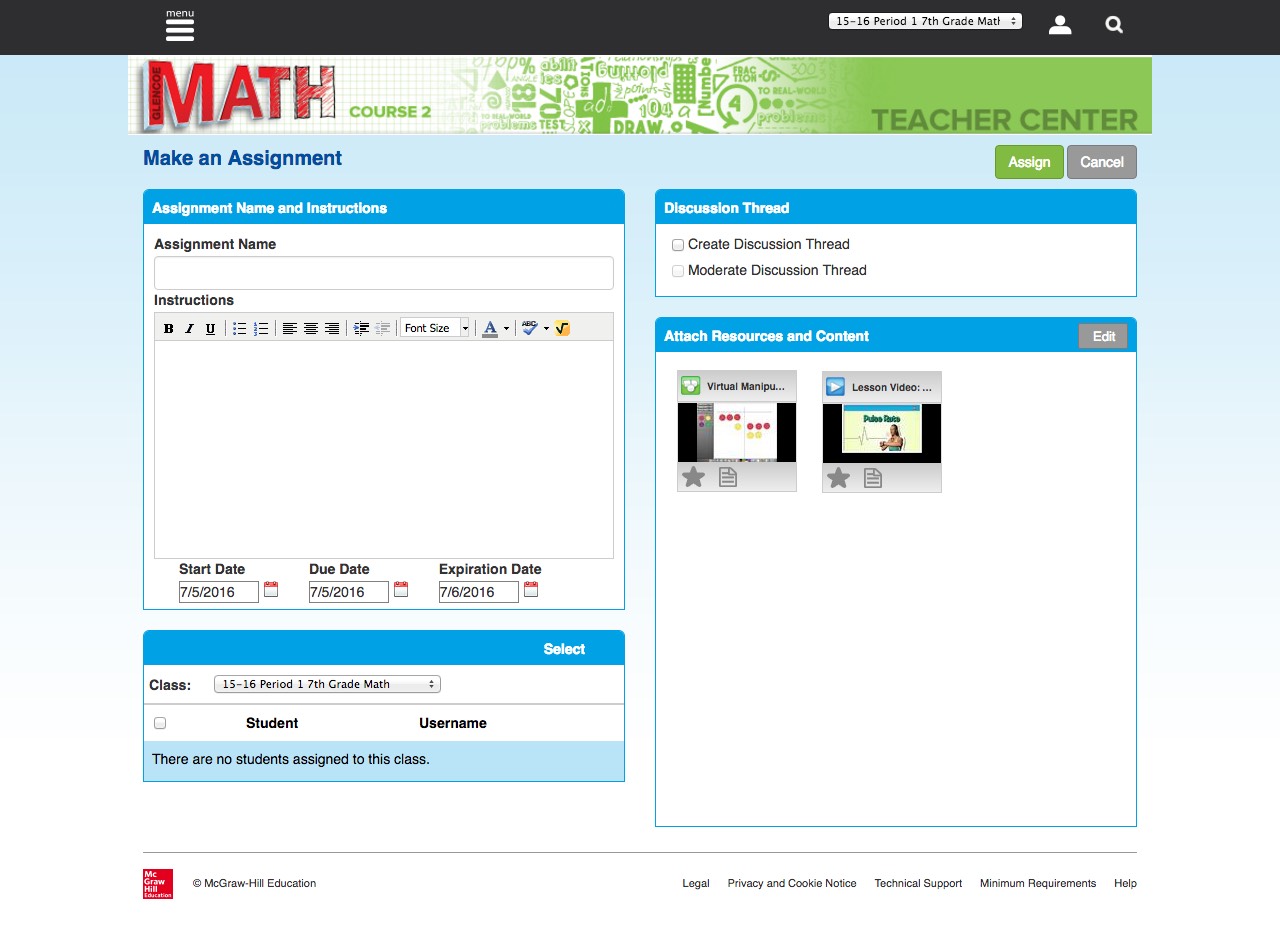 menu
15-16 Period 1 7th Grade Math
GLENCOE
MATH
COURSE 2
TEACHER CENTER
Make an Assignment
Assign
Cancel
Assignment Name and Instructions
Assignment Name
Instructions
B I U
Font Size
A
ABC
Start Date
Due Date
Expiration Date
7/5/2016
7/5/2016
7/6/2016
Select
Class:
15-16 Period 1 7th Grade Math
Student
Username
There are no students assigned to this class.
Discussion Thread
Create Discussion Thread
Moderate Discussion Thread
Attach Resources and Content
Edit
Virtual Manipu...
Lesson Video: ...
Pulse Rate
Mc
Graw
Hill
Education
© McGraw-Hill Education
Legal
Privacy and Cookie Notice
Technical Support
Minimum Requirements
Help